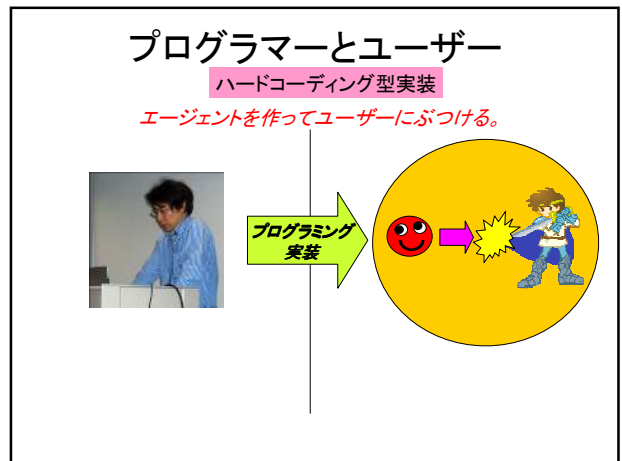 プログラマーとユーザー
ハードコーディング型実装
エージェントを作ってユーザーにぶつける。
プログラミング
実装